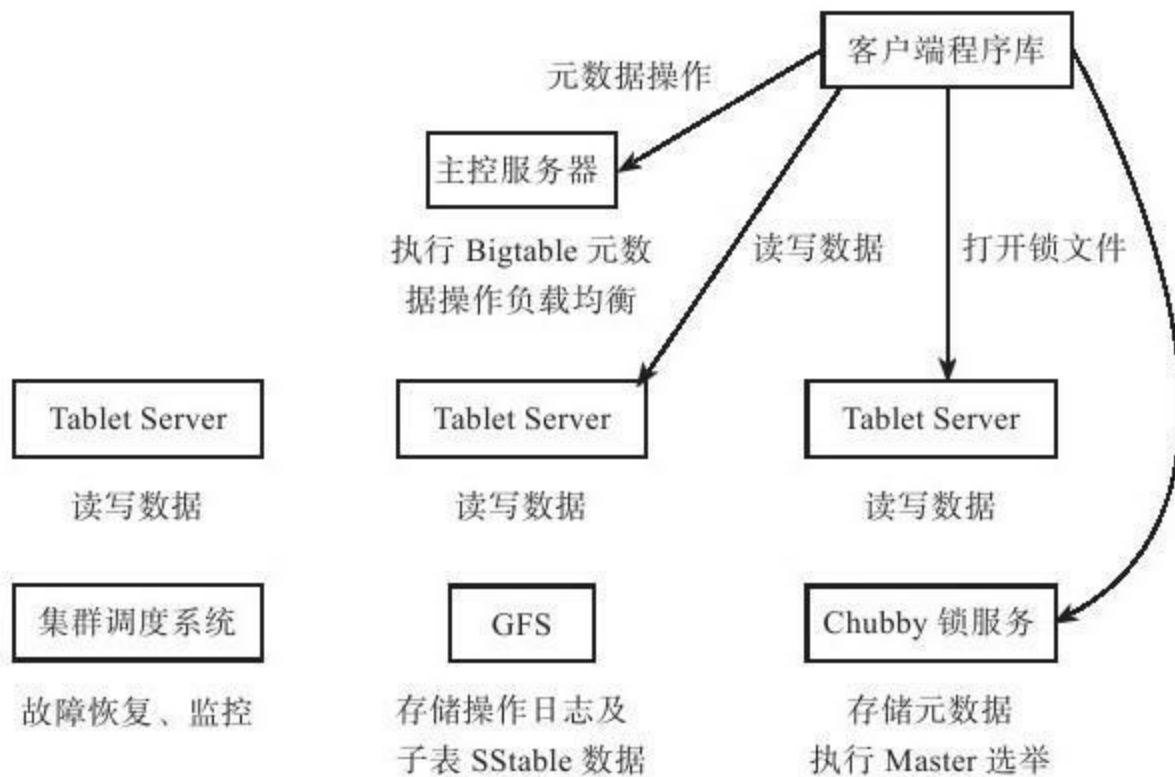 客户端程序库
元数据操作
主控服务器
执行 Bigtable 元数
据操作负载均衡
读写数据
打开锁文件
Tablet Server
Tablet Server
Tablet Server
读写数据
读写数据
读写数据
集群调度系统
GFS
Chubby 锁服务
故障恢复、监控
存储操作日志及
子表 SStable 数据
存储元数据
执行 Master 选举